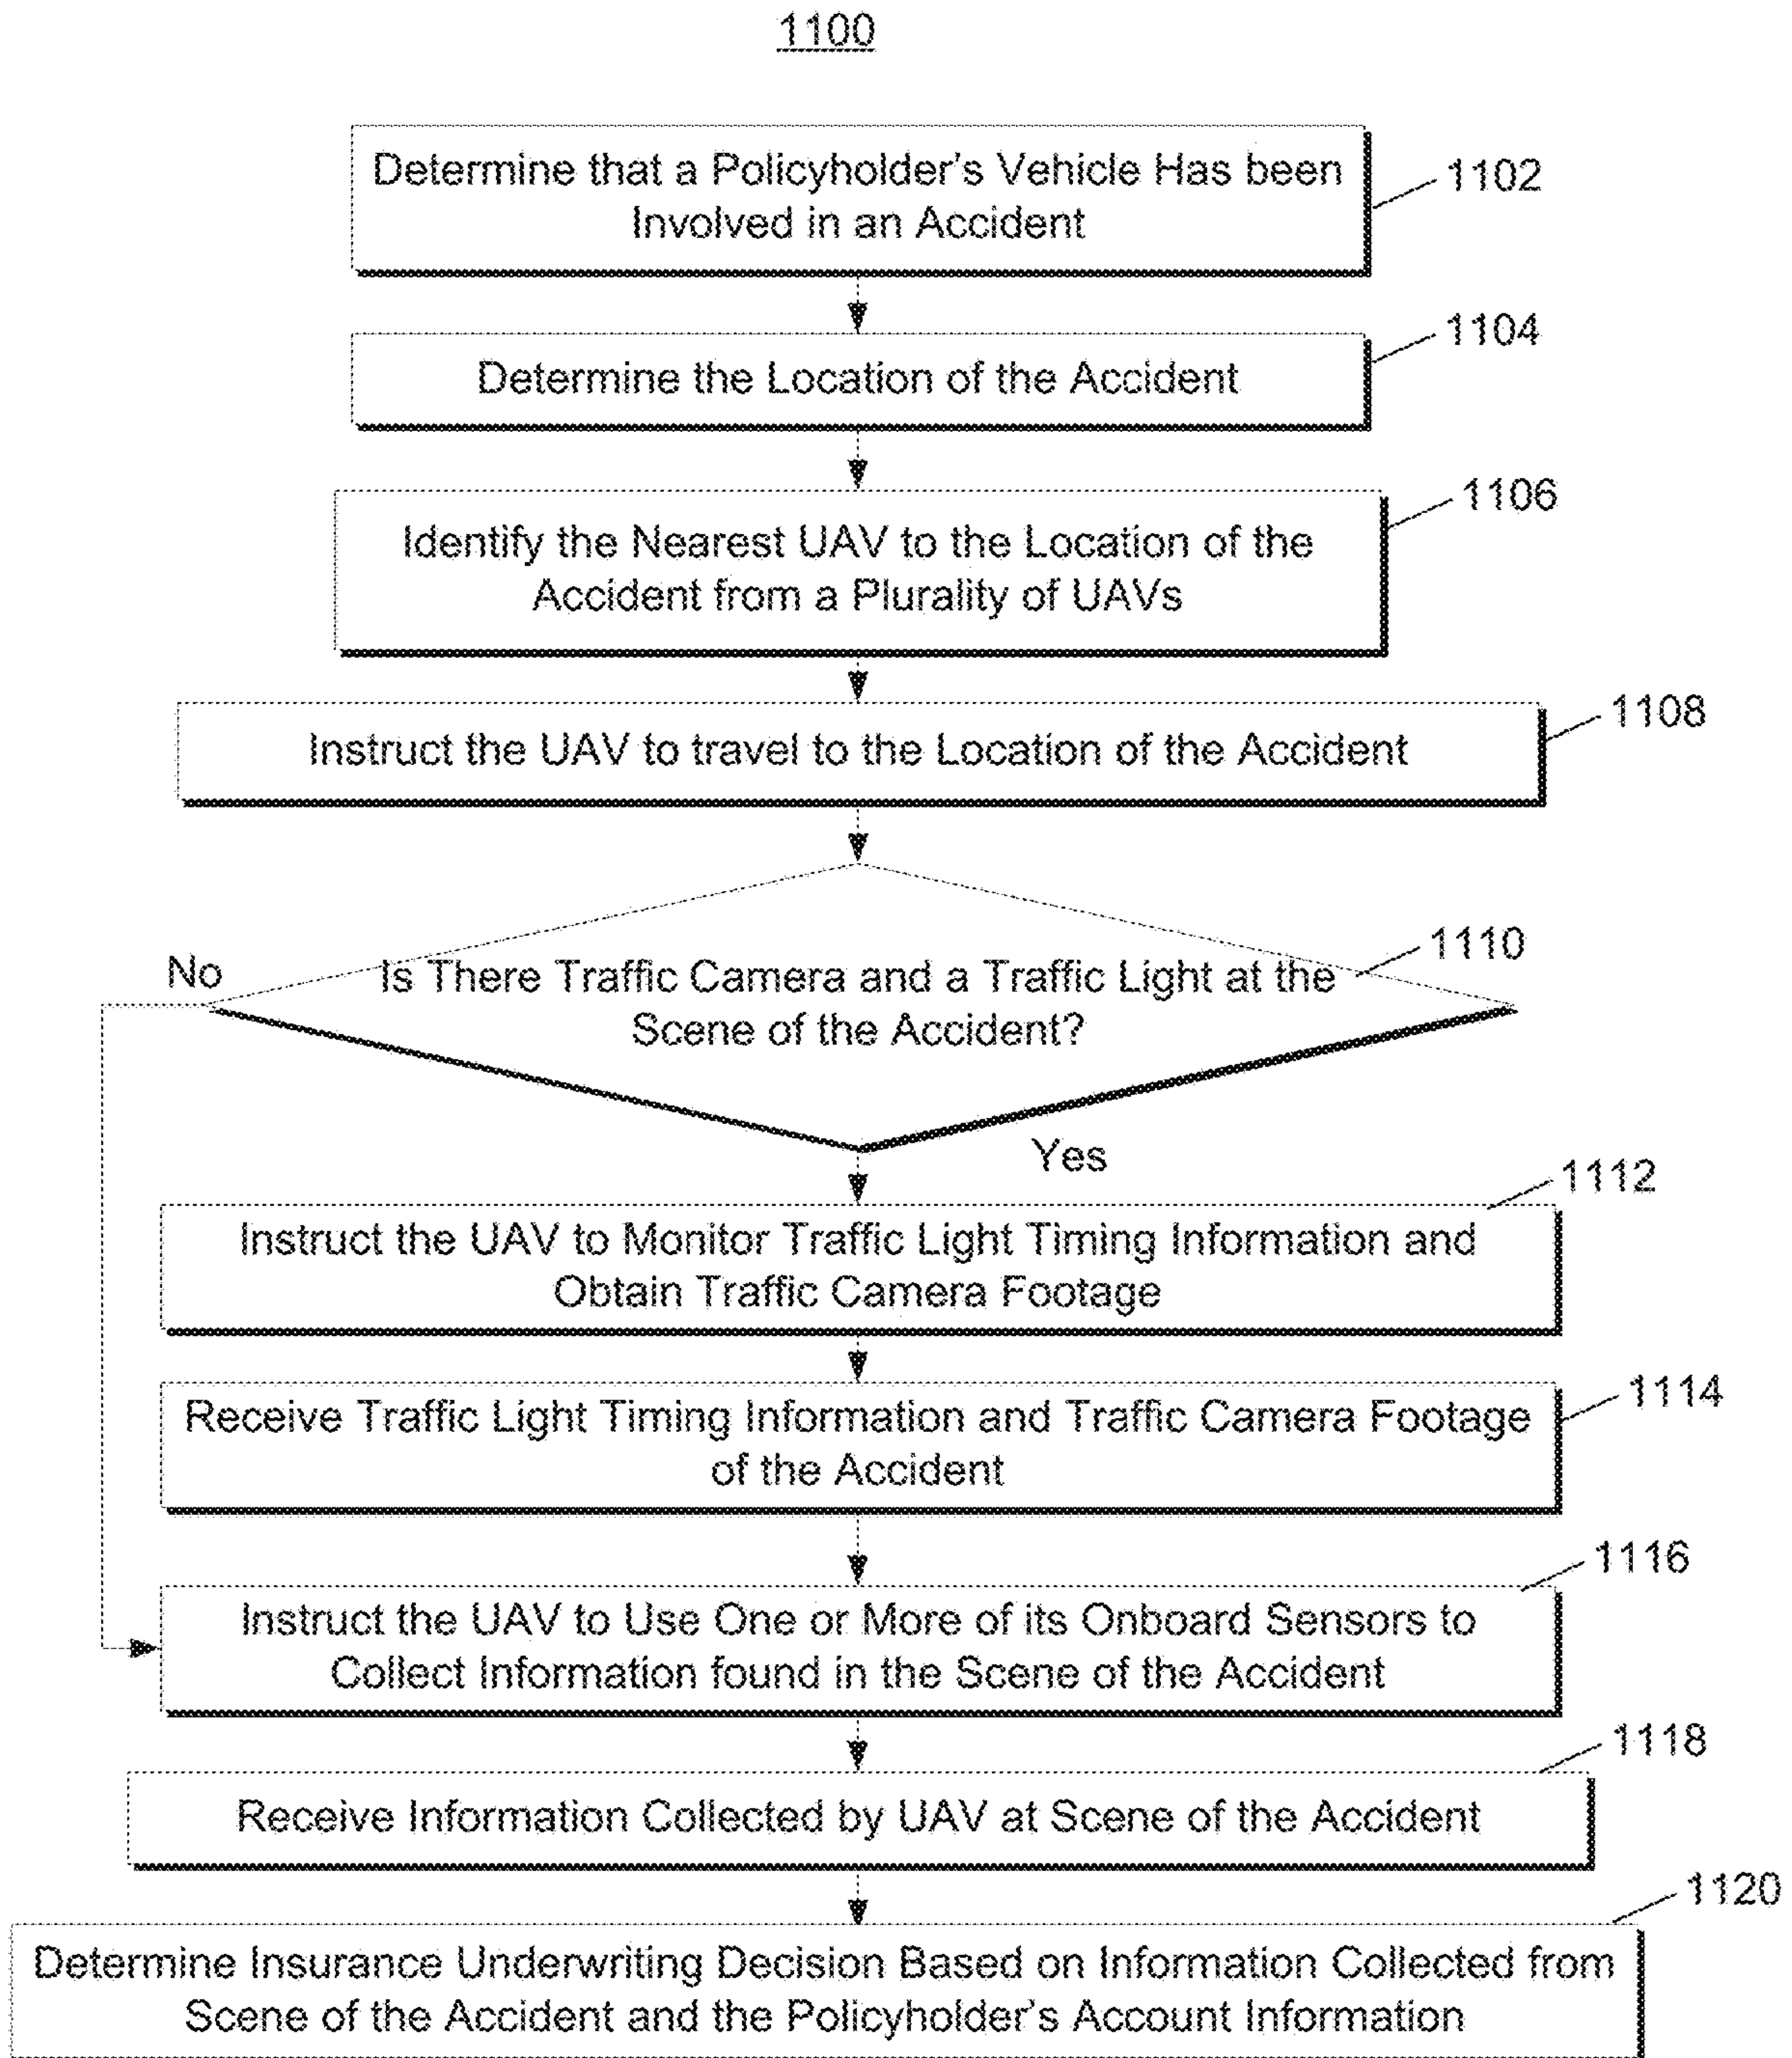 1100
Determine that a Policyholder's Vehicle Has been
Involved in an Accident
1102
Determine the Location of the Accident
1104
Identify the Nearest UAV to the Location of the
Accident from a Plurality of UAVs
1106
Instruct the UAV to travel to the Location of the Accident
1108
Is There Traffic Camera and a Traffic Light at the
Scene of the Accident?
1110
No
Yes
Instruct the UAV to Monitor Traffic Light Timing Information and
Obtain Traffic Camera Footage
1112
Receive Traffic Light Timing Information and Traffic Camera Footage
of the Accident
1114
Instruct the UAV to Use One or More of its Onboard Sensors to
Collect Information found in the Scene of the Accident
1116
Receive Information Collected by UAV at Scene of the Accident
1118
Determine Insurance Underwriting Decision Based on Information Collected from
Scene of the Accident and the Policyholder's Account Information
1120